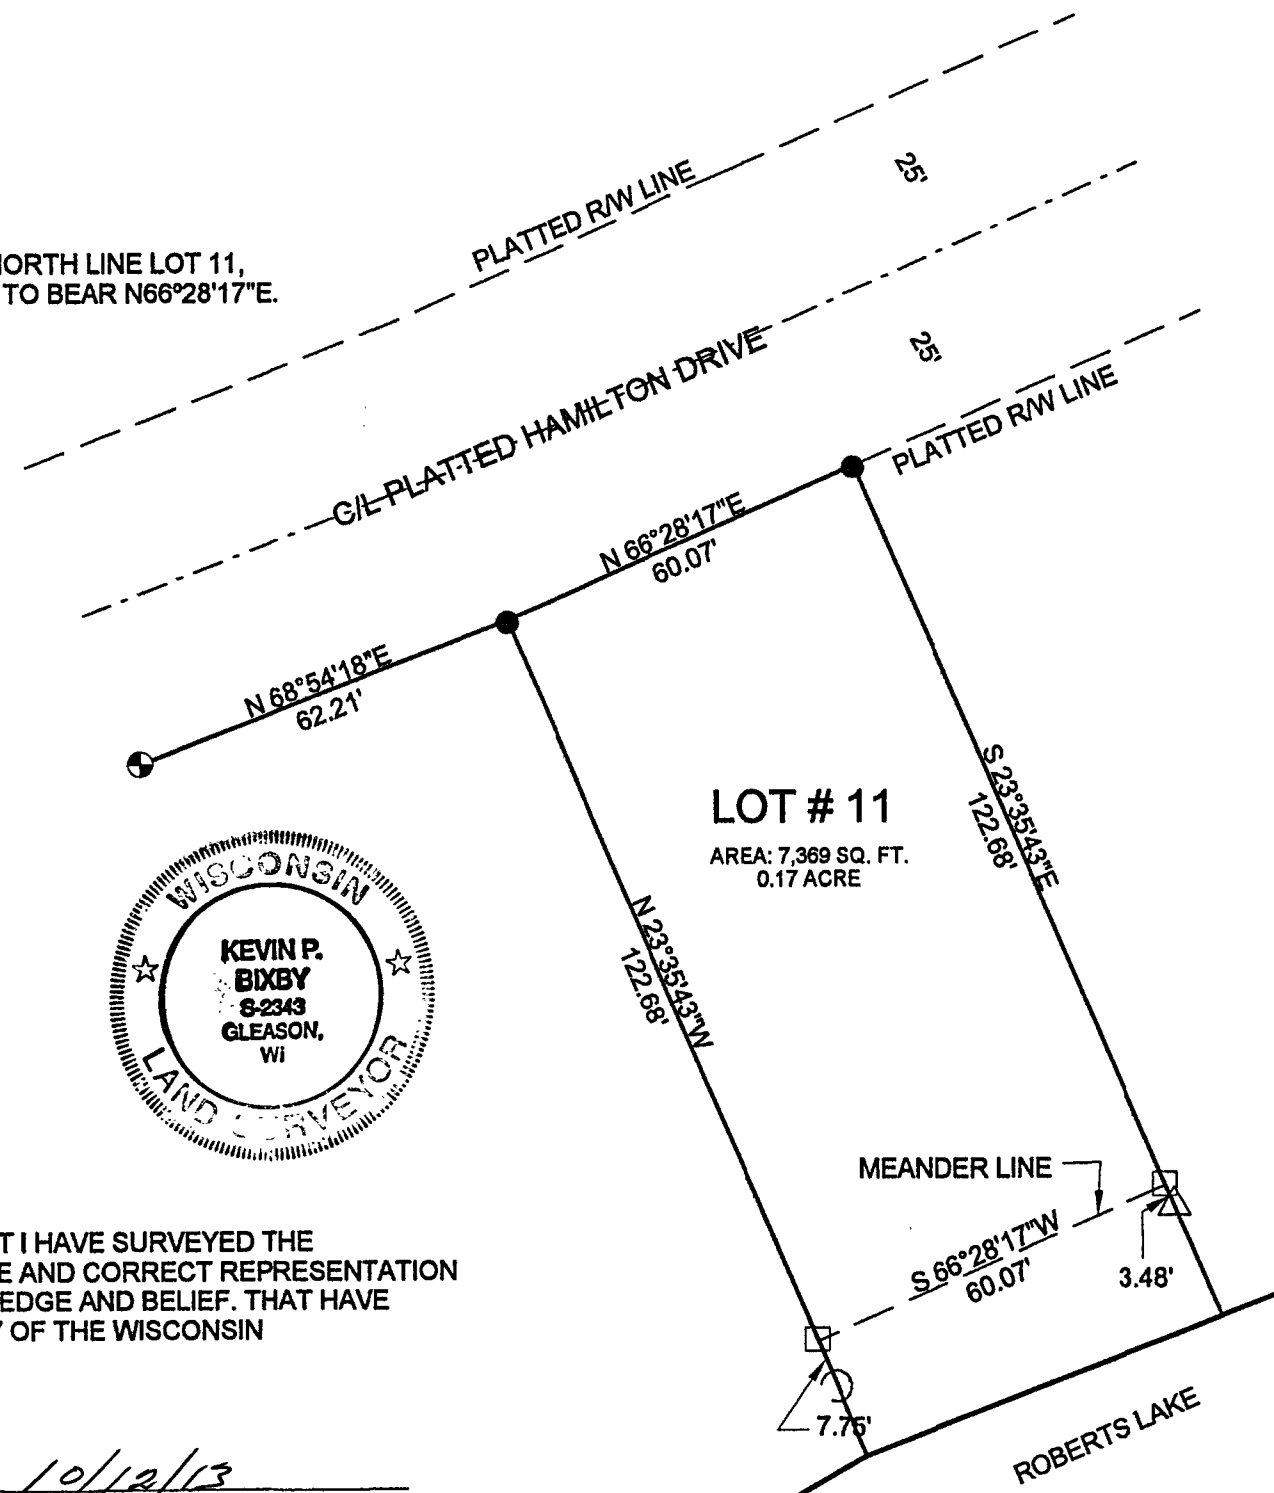 PLATTED R/W LINE
25'
NORTH LINE LOT 11,
TO BEAR N66°28'17"E.
C/L PLATTED HAMILTON DRIVE
25'
PLATTED R/W LINE
N 66°28'17"E
60.07'
N 68°54'18"E
62.21'
LOT # 11
AREA: 7,369 SQ. FT.
0.17 ACRE
S 23°35'43"E
122.68'
N 23°35'43"W
122.68'
WISCONSIN
KEVIN P.
BIXBY
S-2343
GLEASON,
Wi
LAND SURVEYOR
MEANDER LINE
S 66°28'17"W
60.07'
3.48'
7.75'
ROBERTS LAKE
T I HAVE SURVEYED THE
E AND CORRECT REPRESENTATION
EDGE AND BELIEF. THAT HAVE
OF THE WISCONSIN
10/12/13